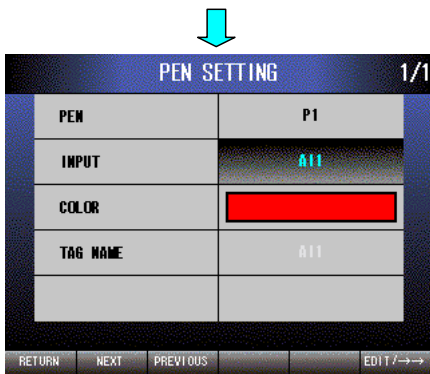 PEN SETTING 1/1
PEN P1
INPUT AI1
COLOR
TAG NAME AI1
RETURN NEXT PREVIOUS EDIT/→→